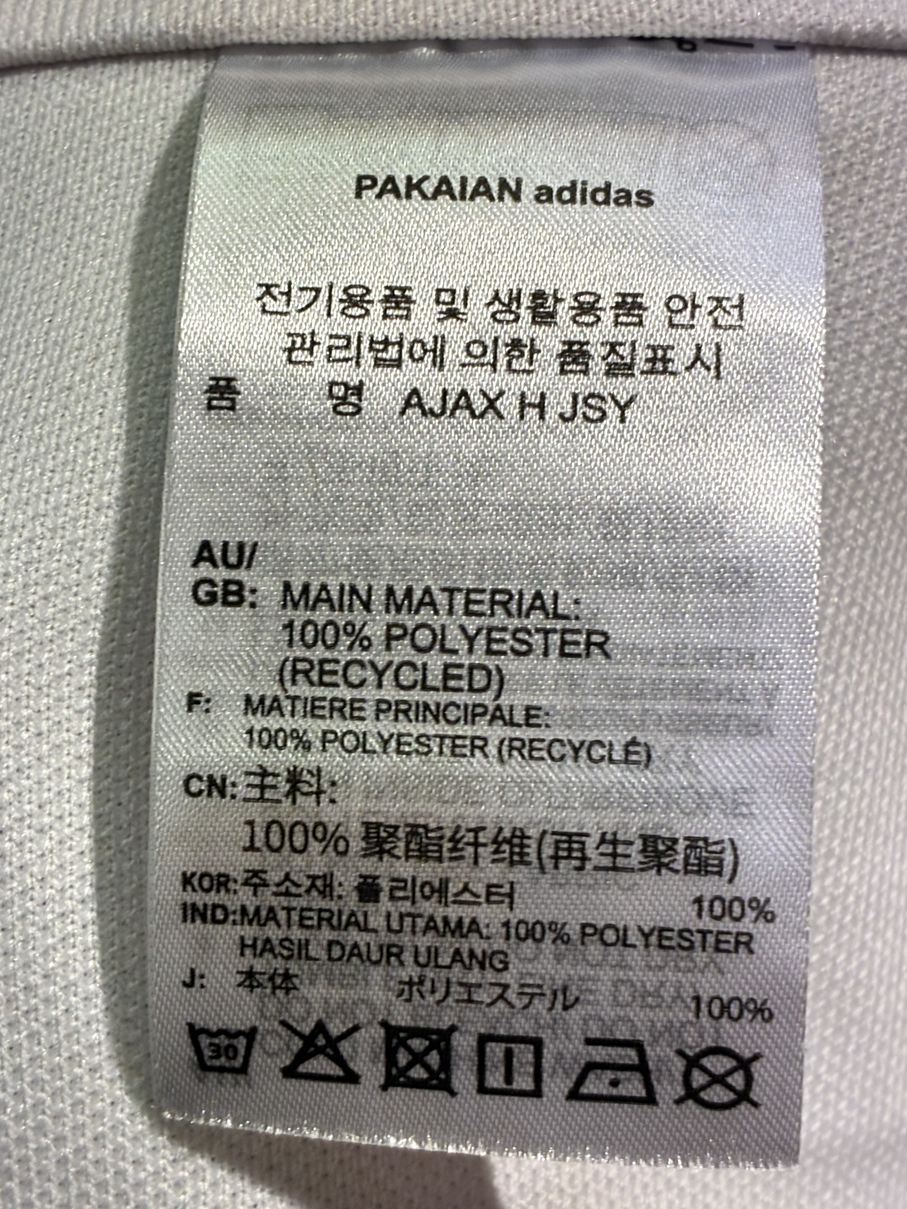 PAKAIAN adidas
전기용품 및 생활용품 안전
관리법에 의한 품질표시
품 명 AJAX H JSY
AU/
GB: MAIN MATERIAL:
100% POLYESTER
(RECYCLED)
F: MATIERE PRINCIPALE:
100% POLYESTER (RECYCLÉ)
CN:主料:
100% 聚酯纤维(再生聚酯)
KOR:주소재: 폴리에스터 100%
IND:MATERIAL UTAMA: 100% POLYESTER
HASIL DAUR ULANG
J: 本体 ポリエステル 100%
30